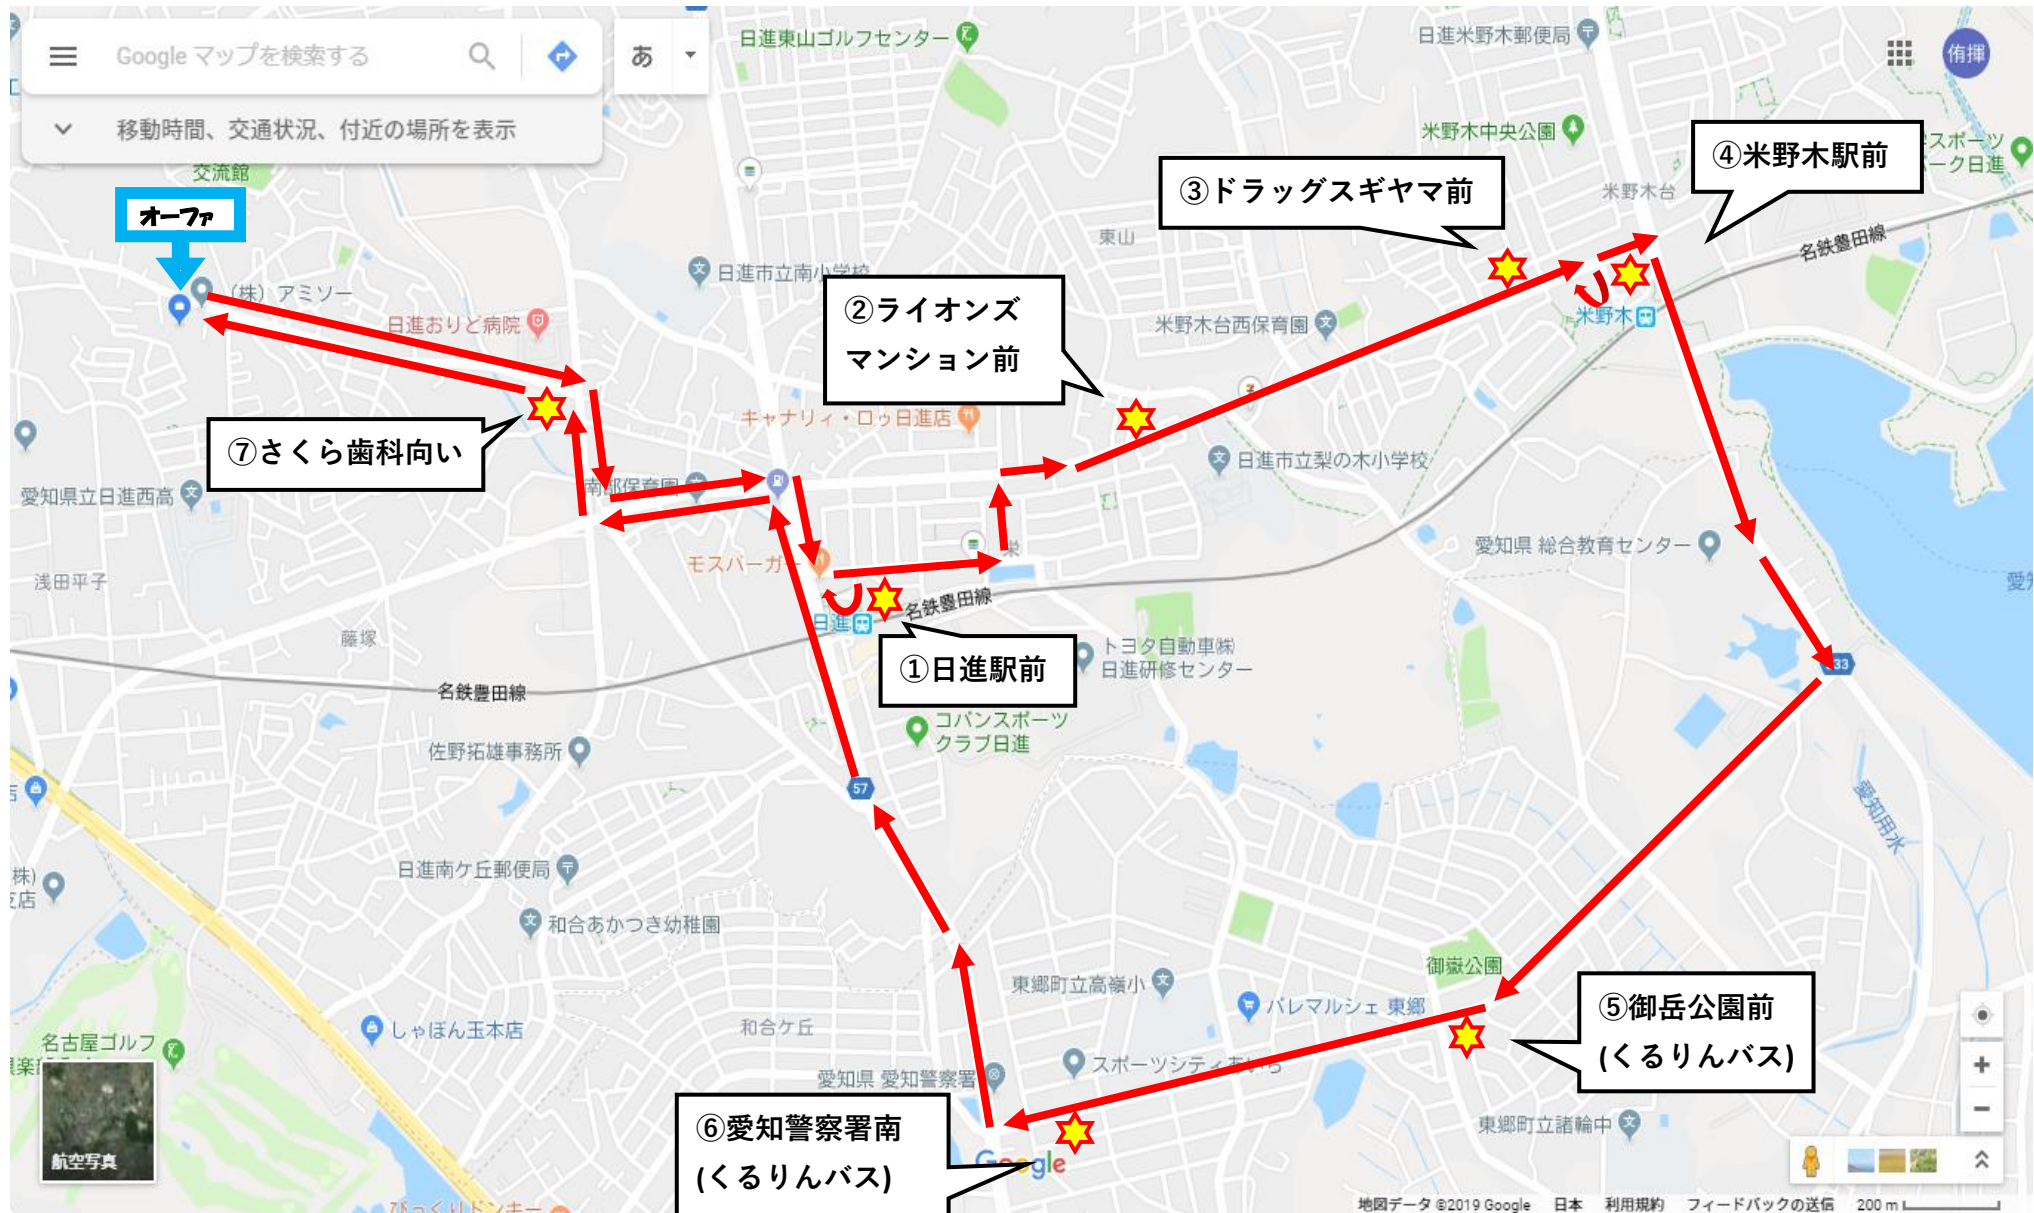 Google マップを検索する
あ
移動時間、交通状況、付近の場所を表示
日進東山ゴルフセンター
日進米野木郵便局
侑揮
交流館
オーファ
(株) アミソー
日進おりど病院
日進市立南小学校
東山
③ドラッグスギヤマ前
米野木中央公園
④米野木駅前
米野木台
名鉄豊田線
②ライオンズ
マンション前
米野木台西保育園
米野木
キャナリィ・ロゥ日進店
⑦さくら歯科向い
愛知県立日進西高
南部保育園
日進市立梨の木小学校
愛知県 総合教育センター
モスバーガー
栄
浅田平子
藤塚
日進
名鉄豊田線
①日進駅前
トヨタ自動車㈱
日進研修センター
33
名鉄豊田線
コパンスポーツ
クラブ日進
佐野拓雄事務所
57
愛知用水
日進南ケ丘郵便局
和合あかつき幼稚園
東郷町立高嶺小
御嶽公園
パレマルシェ 東郷
⑤御岳公園前
(くるりんバス)
名古屋ゴルフ
しゃぼん玉本店
和合ケ丘
愛知県 愛知警察署
スポーツシティあいち
⑥愛知警察署南
(くるりんバス)
東郷町立諸輪中
航空写真
びっくりドンキー
Google
地図データ ©2019 Google 日本 利用規約 フィードバックの送信 200 m